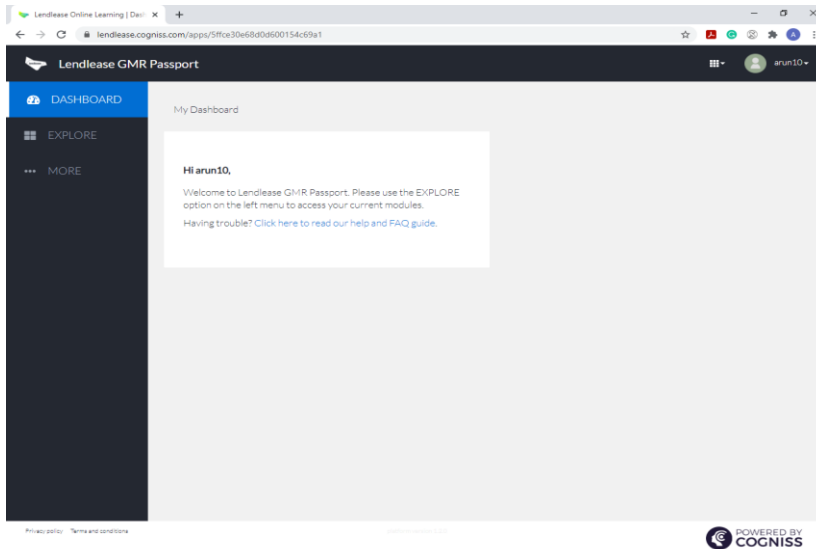 Lendlease Online Learning | Dash
lendlease.cogniss.com/apps/5ffce30e68d0d600154c69a1
A
Lendlease GMR Passport
arun10
DASHBOARD
EXPLORE
MORE
My Dashboard
Hi arun10,
Welcome to Lendlease GMR Passport. Please use the EXPLORE
option on the left menu to access your current modules.
Having trouble? Click here to read our help and FAQ guide.
Privacy policy Terms and conditions
POWERED BY
COGNISS